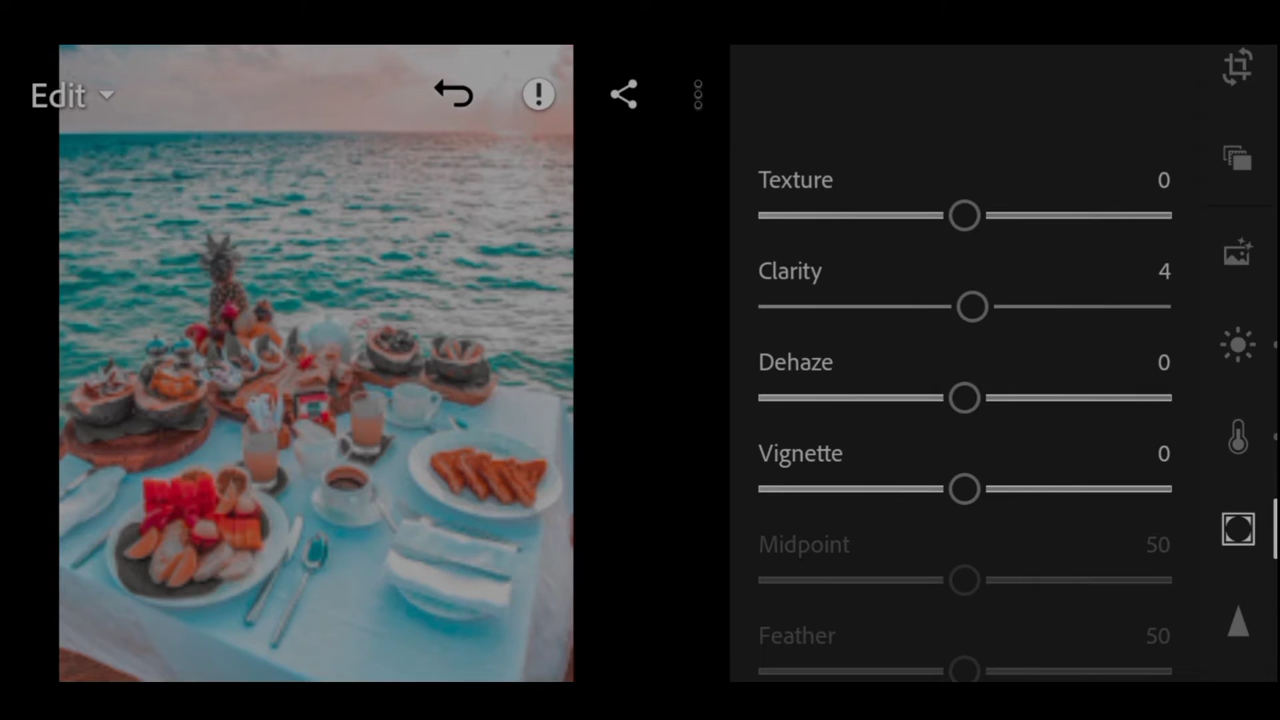 Edit
Texture 0
Clarity 4
Dehaze 0
Vignette 0
Midpoint 50
Feather 50